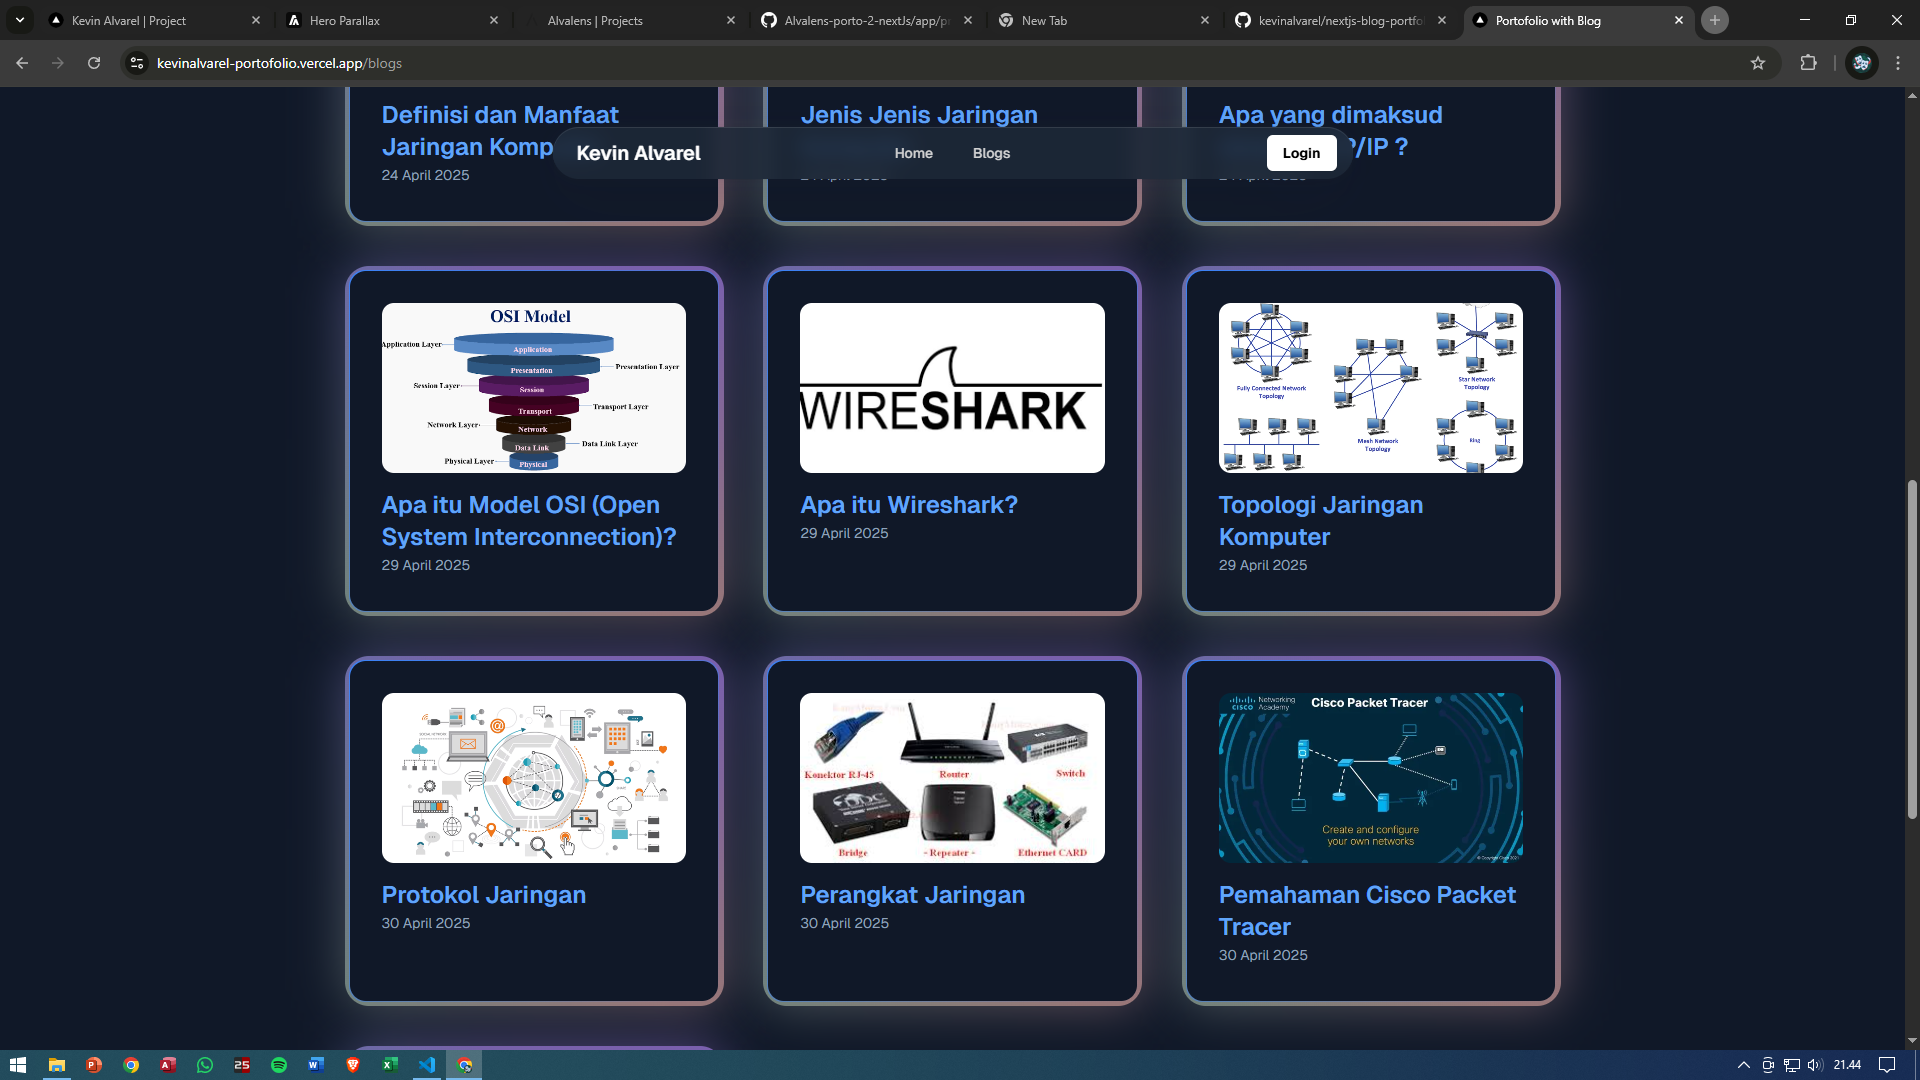 Kevin Alvarel | Project
Hero Parallax
Alvalens | Projects
Alvalens-porto-2-nextJs/app/p
New Tab
kevinalvarel/nextjs-blog-portfo
Portofolio with Blog
kevinalvarel-portofolio.vercel.app/blogs
Kevin Alvarel
Home
Blogs
Login
Definisi dan Manfaat
Jaringan Komp
24 April 2025
Jenis Jenis Jaringan
Apa yang dimaksud
P/IP ?
OSI Model
Application Layer
Application
Presentation
Presentation Layer
Session Layer
Session
Transport
Transport Layer
Network Layer
Network
Data Link
Data Link Layer
Physical Layer
Physical
Apa itu Model OSI (Open
System Interconnection)?
29 April 2025
WIRESHARK
Apa itu Wireshark?
29 April 2025
Fully Connected Network
Topology
Mesh Network
Topology
Star Network
Topology
Ring
Topologi Jaringan
Komputer
29 April 2025
Protokol Jaringan
30 April 2025
Konektor RJ-45
Router
Switch
Bridge
- Repeater -
Ethernet CARD
Perangkat Jaringan
30 April 2025
CISCO
Networking
Academy
Cisco Packet Tracer
Create and configure
your own networks
Pemahaman Cisco Packet
Tracer
30 April 2025
25
21.44